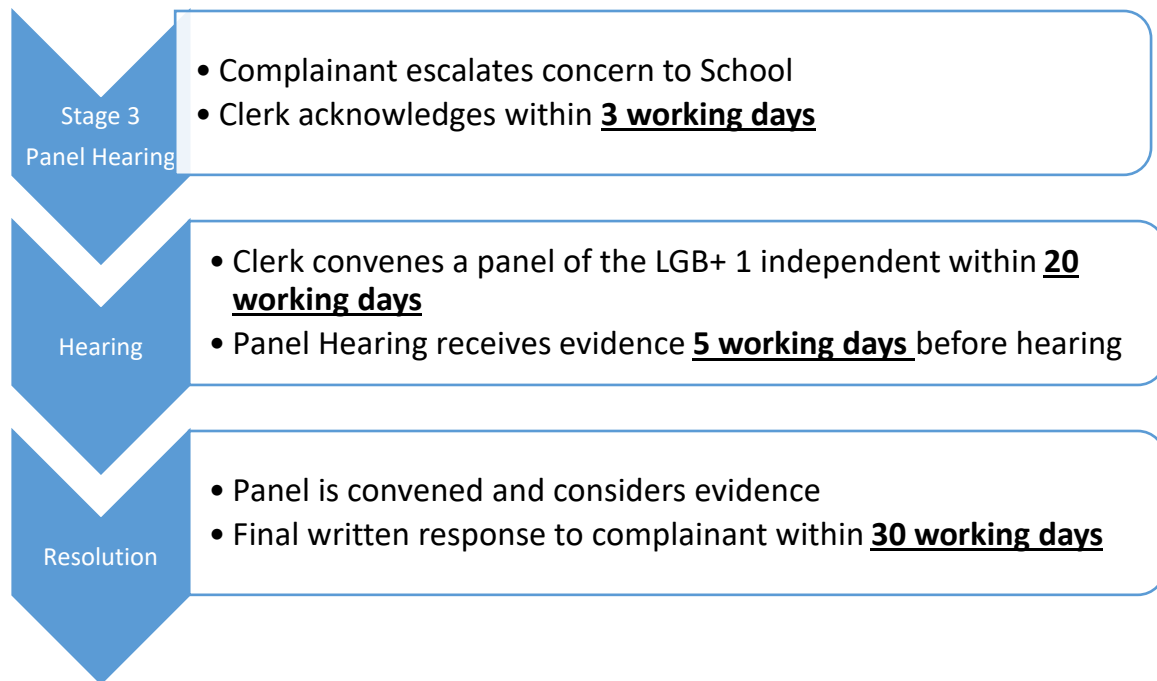 Stage 3
Panel Hearing
• Complainant escalates concern to School
• Clerk acknowledges within 3 working days
Hearing
• Clerk convenes a panel of the LGB+ 1 independent within 20
working days
• Panel Hearing receives evidence 5 working days before hearing
Resolution
• Panel is convened and considers evidence
• Final written response to complainant within 30 working days